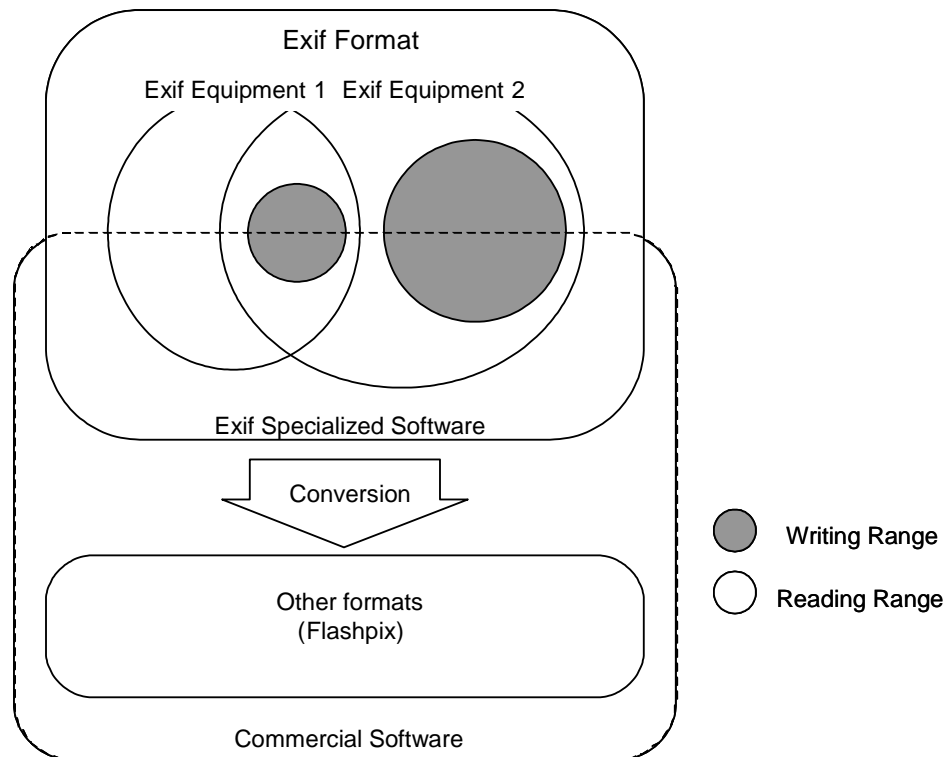 Exif Format
Exif Equipment 1 Exif Equipment 2
Exif Specialized Software
Conversion
Writing Range
Reading Range
Other formats
(Flashpix)
Commercial Software